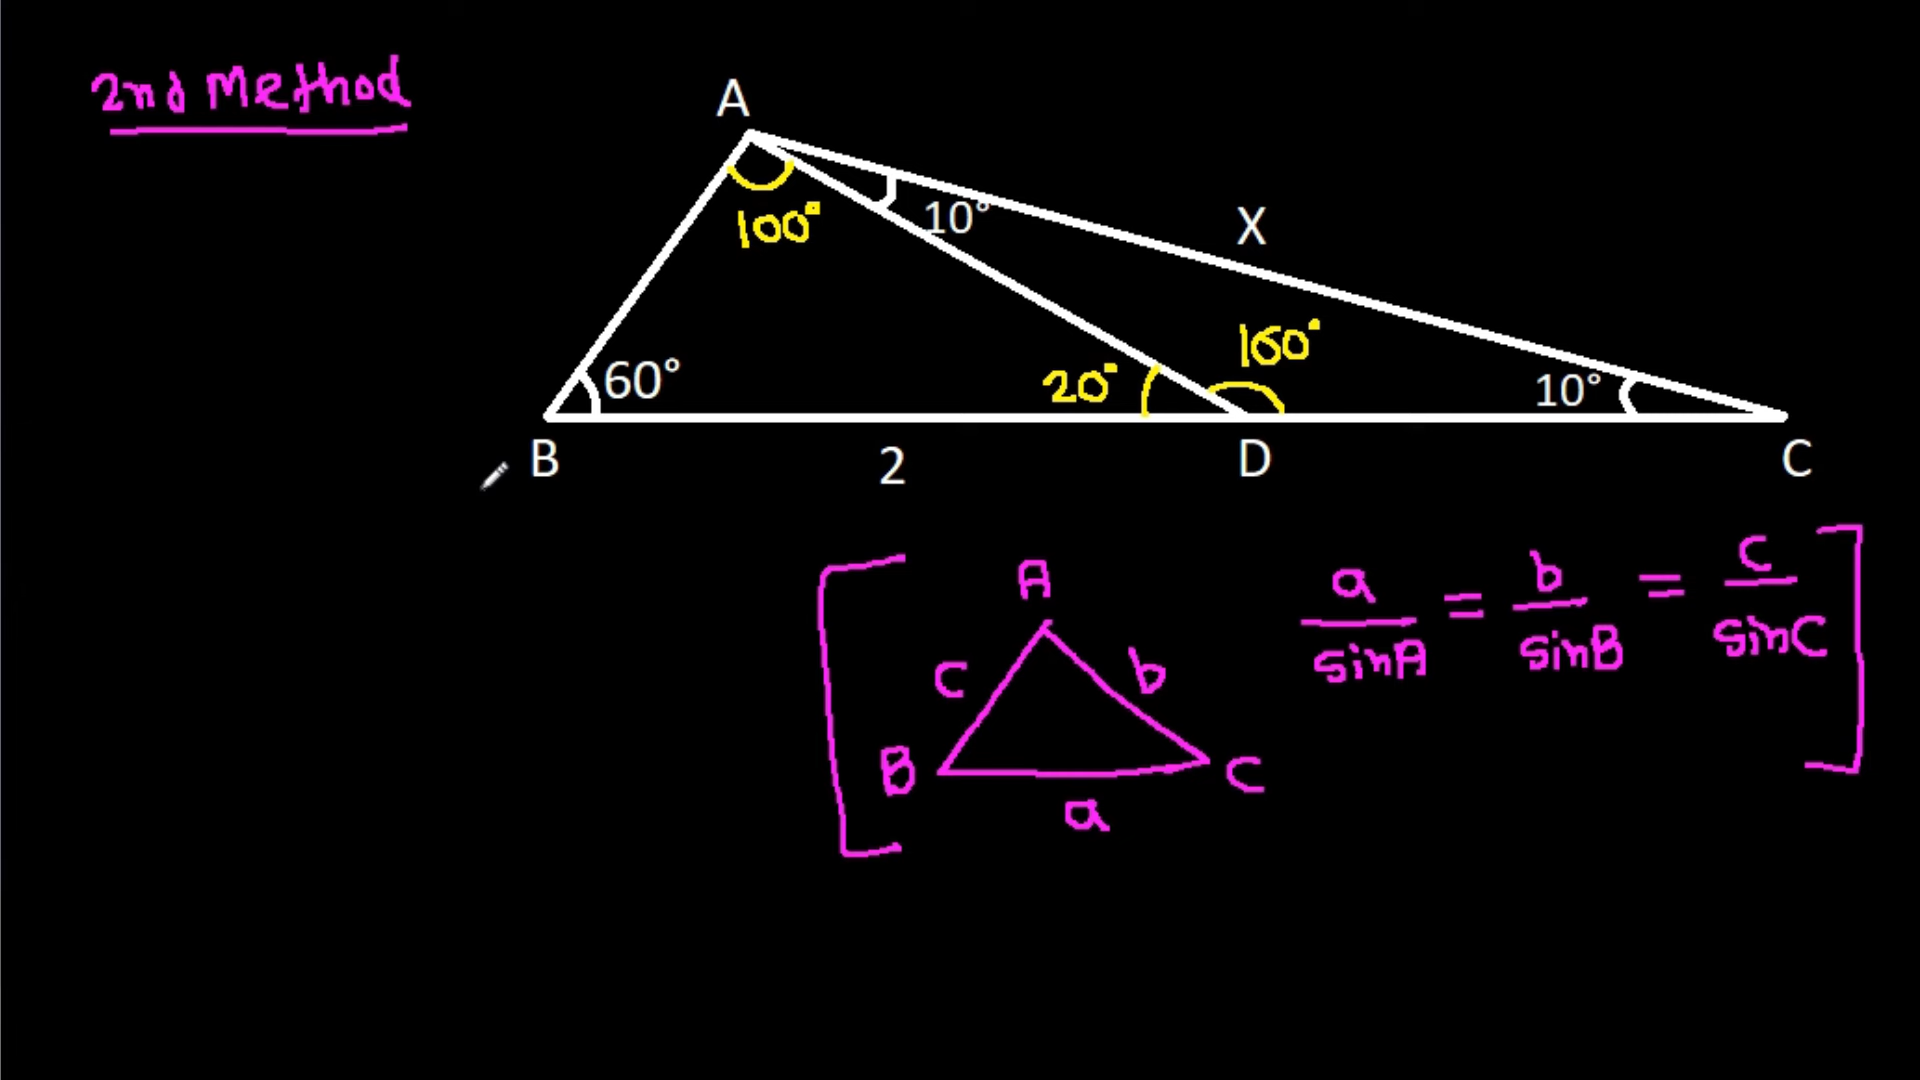 2nd Method
A
100°
10°
X
60°
20°
160°
10°
B
2
D
C
A
c
b
B
C
a
a/sinA = b/sinB = c/sinC